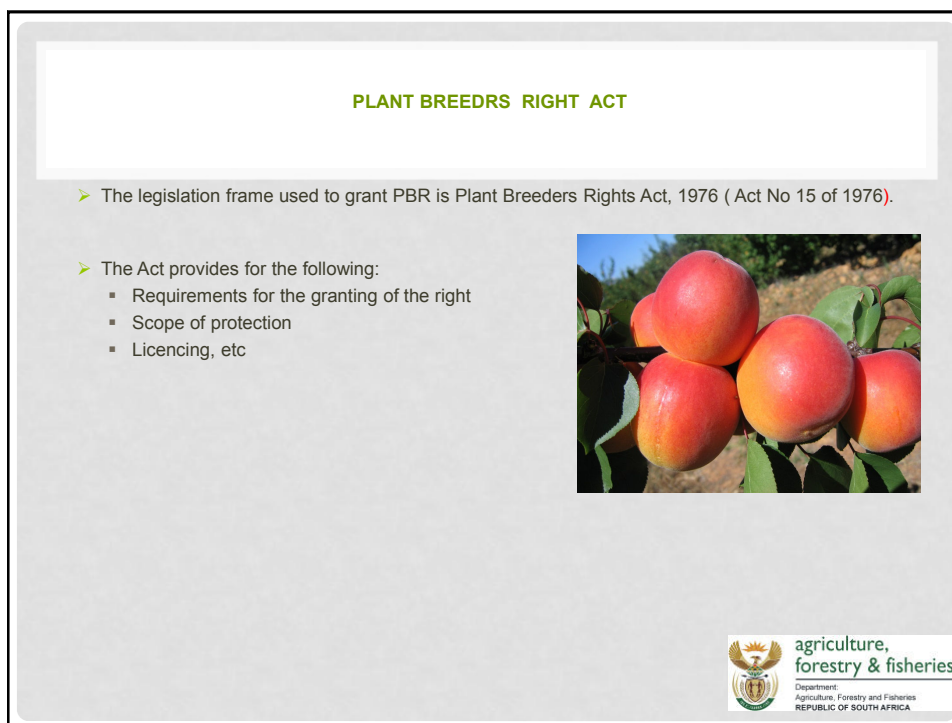 PLANT BREEDRS RIGHT ACT
The legislation frame used to grant PBR is Plant Breeders Rights Act, 1976 ( Act No 15 of 1976).
The Act provides for the following:
Requirements for the granting of the right
Scope of protection
Licencing, etc
agriculture,
forestry & fisheries
Department:
Agriculture, Forestry and Fisheries
REPUBLIC OF SOUTH AFRICA